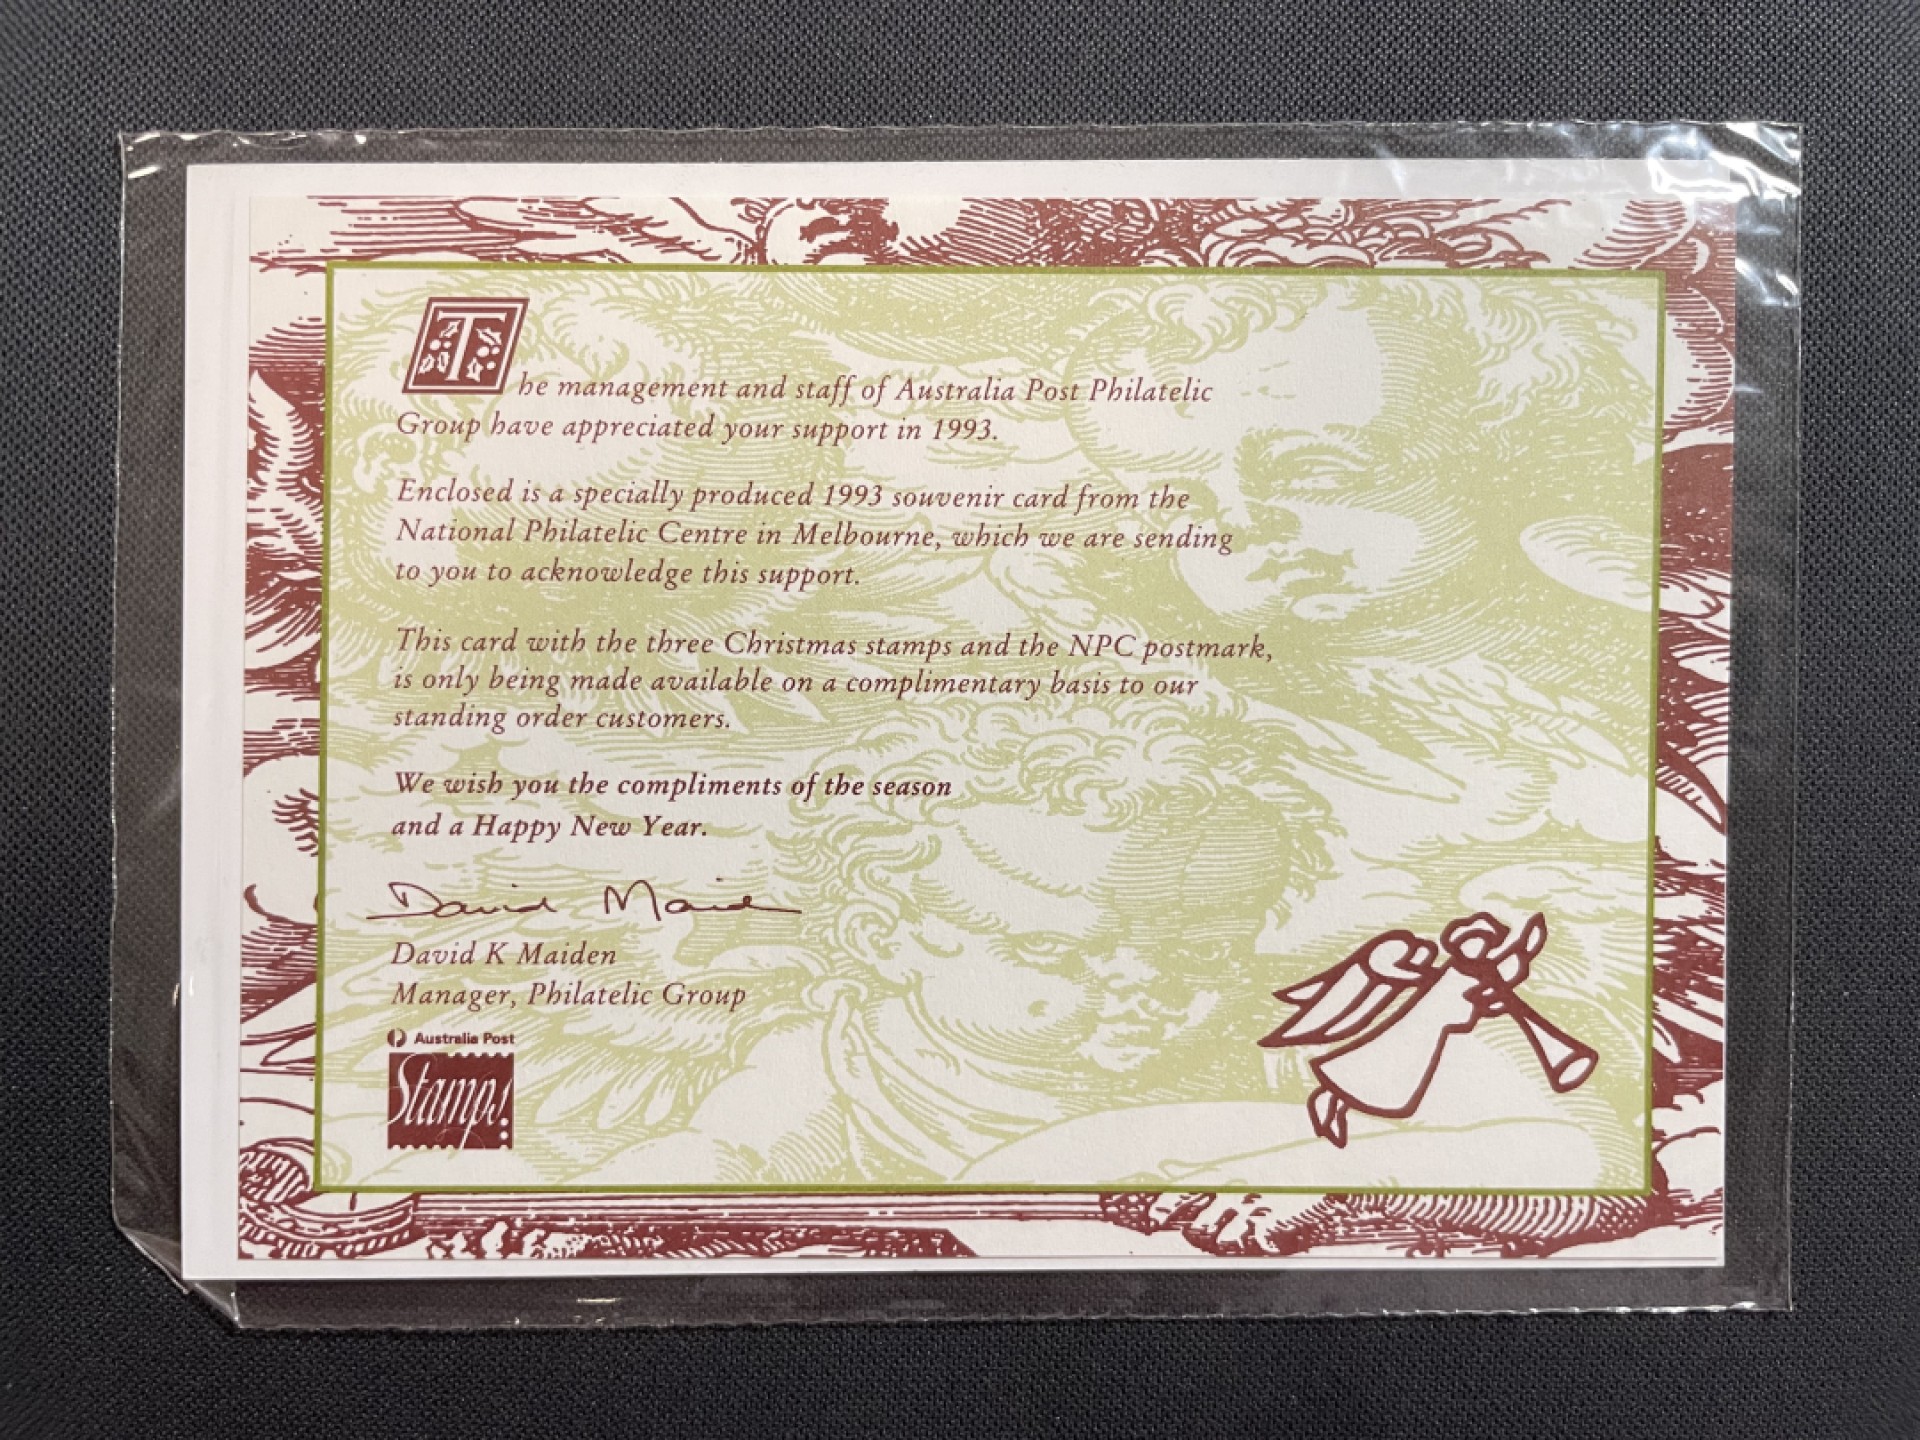 The management and staff of Australia Post Philatelic
Group have appreciated your support in 1993.
Enclosed is a specially produced 1993 souvenir card from the
National Philatelic Centre in Melbourne, which we are sending
to you to acknowledge this support.
This card with the three Christmas stamps and the NPC postmark,
is only being made available on a complimentary basis to our
standing order customers.
We wish you the compliments of the season
and a Happy New Year.
David Maiden
David K Maiden
Manager, Philatelic Group
Australia Post
Stamps!